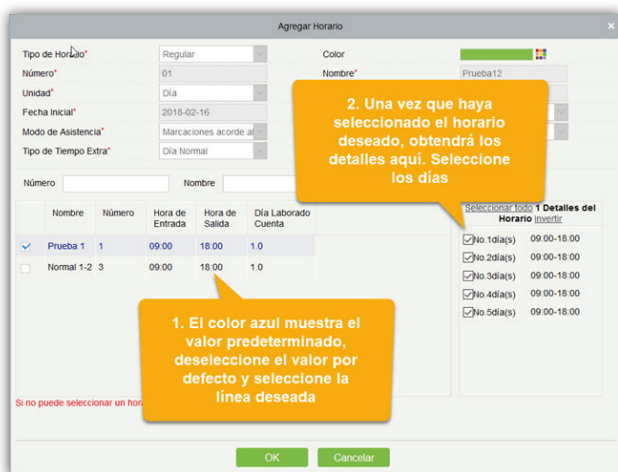 Agregar Horario
Tipo de Horario* Regular Color
Número* 01 Nombre* Prueba12
Unidad* Día
Fecha Inicial* 2018-02-16
Modo de Asistencia* Marcaciones acorde al
Tipo de Tiempo Extra* Día Normal
2. Una vez que haya
seleccionado el horario
deseado, obtendrá los
detalles aquí. Seleccione
los días
Número Nombre
Nombre Número Hora de Entrada Hora de Salida Día Laborado Cuenta
Prueba 1 1 09:00 18:00 1.0
Normal 1-2 3 09:00 18:00 1.0
Seleccionar todo 1 Detalles del
Horario Invertir
No.1día(s) 09:00-18:00
No.2día(s) 09:00-18:00
No.3día(s) 09:00-18:00
No.4día(s) 09:00-18:00
No.5día(s) 09:00-18:00
1. El color azul muestra el
valor predeterminado,
deseleccione el valor por
defecto y seleccione la
línea deseada
Si no puede seleccionar un
OK Cancelar